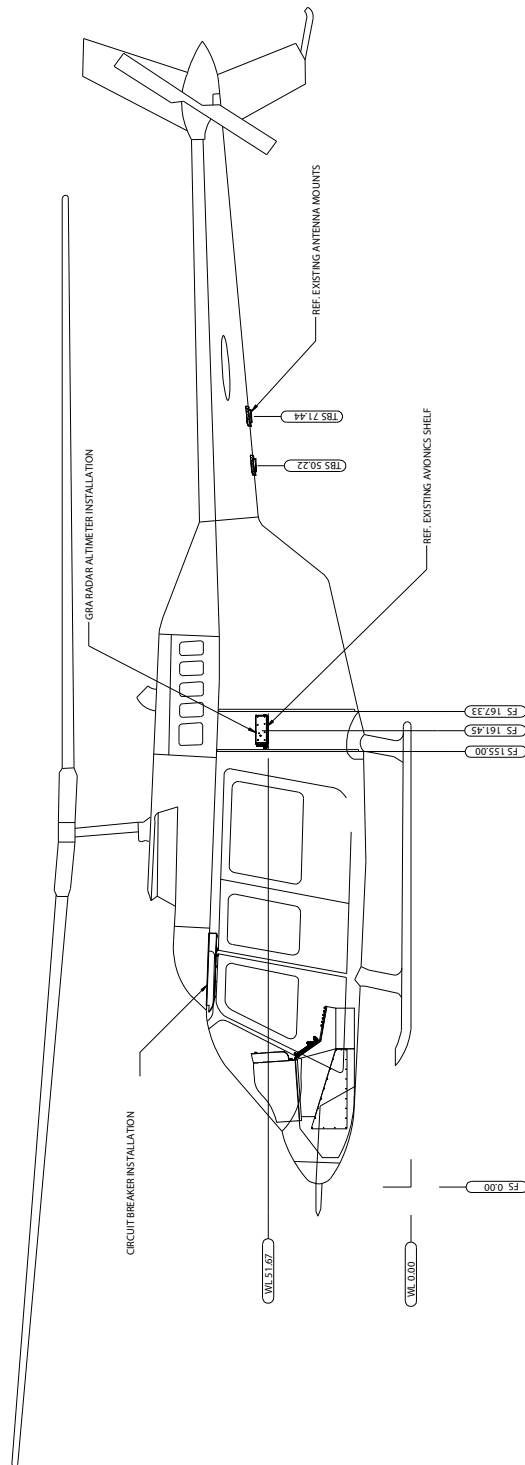 CIRCUIT BREAKER INSTALLATION
GRA RADAR ALTIMETER INSTALLATION
REF. EXISTING ANTENNA MOUNTS
REF. EXISTING AVIONICS SHELF
WL 51.67
WL 0.00
FS 0.00
FS 155.00
FS 161.45
FS 167.33
TBS 50.22
TBS 71.44